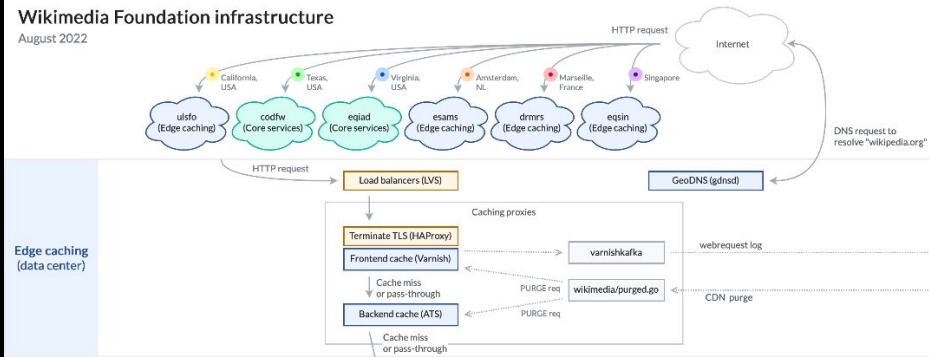 Wikimedia Foundation infrastructure
August 2022
HTTP request
Internet
California,
USA
Texas,
USA
Virginia,
USA
Amsterdam,
NL
Marseille,
France
Singapore
ulsfo
(Edge caching)
codfw
(Core services)
eqiad
(Core services)
esams
(Edge caching)
drmrs
(Edge caching)
eqsin
(Edge caching)
DNS request to
resolve "wikipedia.org"
HTTP request
Load balancers (LVS)
GeoDNS (gdnsd)
Caching proxies
Edge caching
(data center)
Terminate TLS (HAProxy)
Frontend cache (Varnish)
varnishkafka
webrequest log
Cache miss
or pass-through
PURGE req
wikimedia/purged.go
CDN purge
Backend cache (ATS)
PURGE req
Cache miss
or pass-through